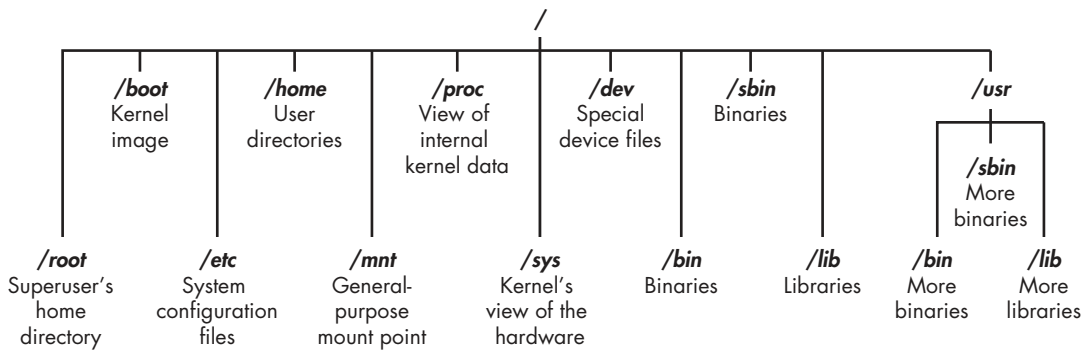 /
/boot
Kernel
image
/home
User
directories
/proc
View of
internal
kernel data
/dev
Special
device files
/sbin
Binaries
/usr
/sbin
More
binaries
/root
Superuser's
home
directory
/etc
System
configuration
files
/mnt
General-
purpose
mount point
/sys
Kernel's
view of the
hardware
/bin
Binaries
/lib
Libraries
/bin
More
binaries
/lib
More
libraries